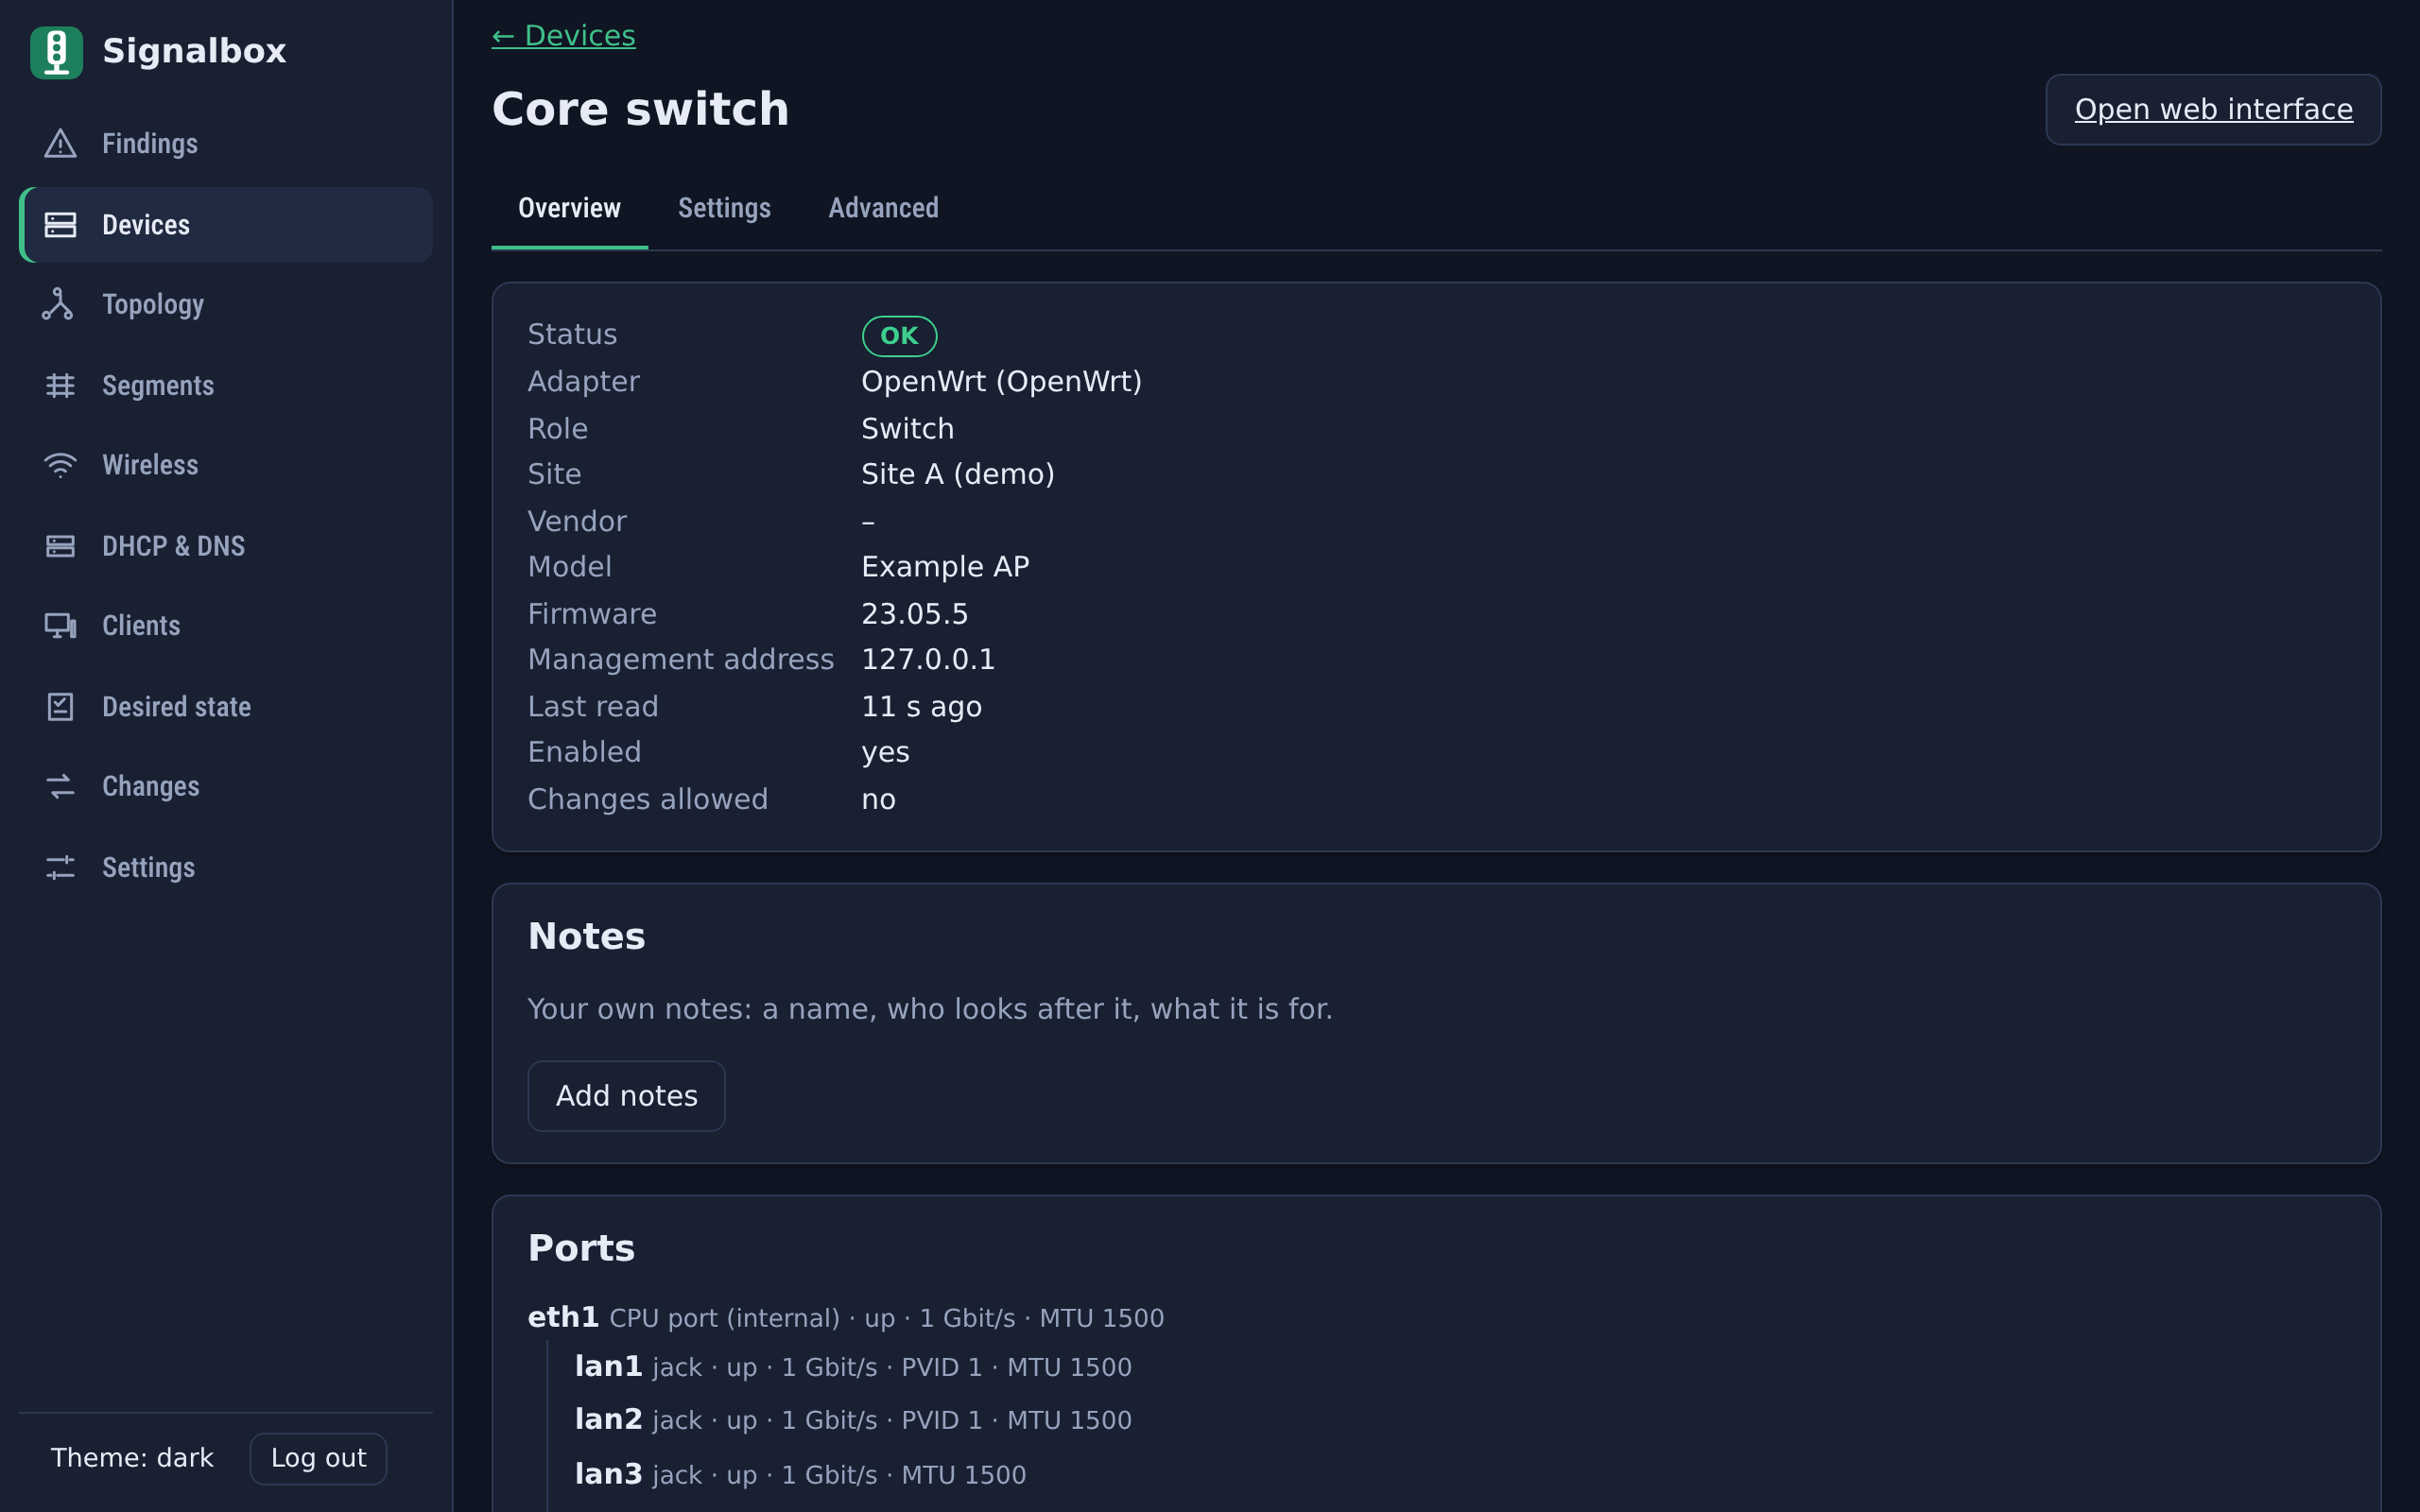 Signalbox
Findings
Devices
Topology
Segments
Wireless
DHCP & DNS
Clients
Desired state
Changes
Settings
Theme: dark
Log out
← Devices
Core switch
Open web interface
Overview
Settings
Advanced
Status OK
Adapter OpenWrt (OpenWrt)
Role Switch
Site Site A (demo)
Vendor –
Model Example AP
Firmware 23.05.5
Management address 127.0.0.1
Last read 11 s ago
Enabled yes
Changes allowed no
Notes
Your own notes: a name, who looks after it, what it is for.
Add notes
Ports
eth1 CPU port (internal) · up · 1 Gbit/s · MTU 1500
lan1 jack · up · 1 Gbit/s · PVID 1 · MTU 1500
lan2 jack · up · 1 Gbit/s · PVID 1 · MTU 1500
lan3 jack · up · 1 Gbit/s · MTU 1500